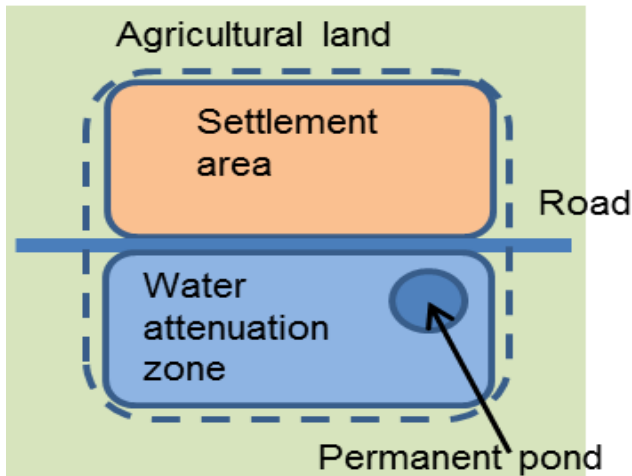 Agricultural land
Settlement
area
Road
Water
attenuation
zone
Permanent pond